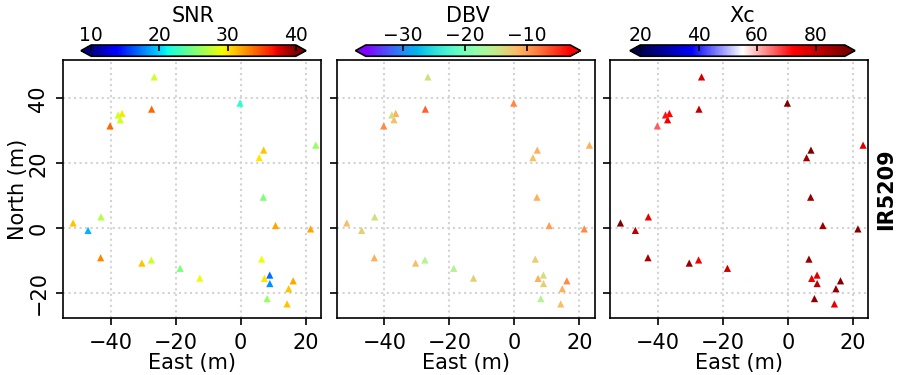 SNR DBV Xc
10 20 30 40 −30 −20 −10 20 40 60 80
40
20
0
−20
North (m)
IR5209
−40 −20 0 20 −40 −20 0 20 −40 −20 0 20
East (m) East (m) East (m)